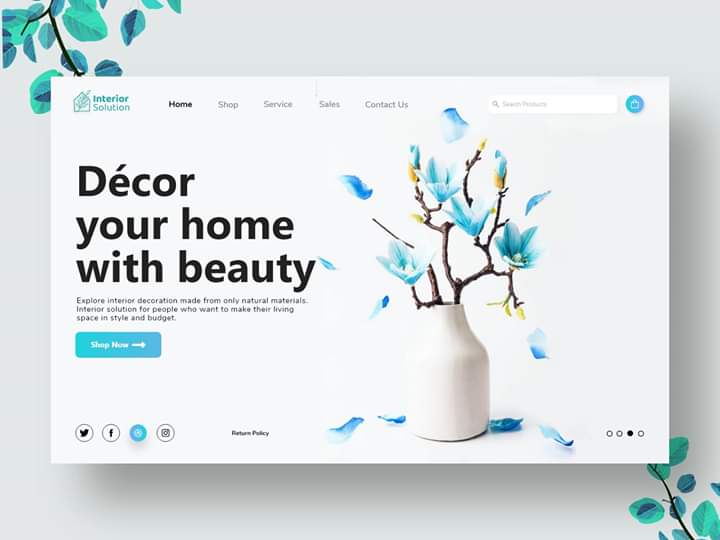 Interior
Solution
Home
Shop
Service
Sales
Contact Us
Search Products
Décor
your home
with beauty
Explore interior decoration made from only natural materials.
Interior solution for people who want to make their living
space in style and budget.
Shop Now
Return Policy